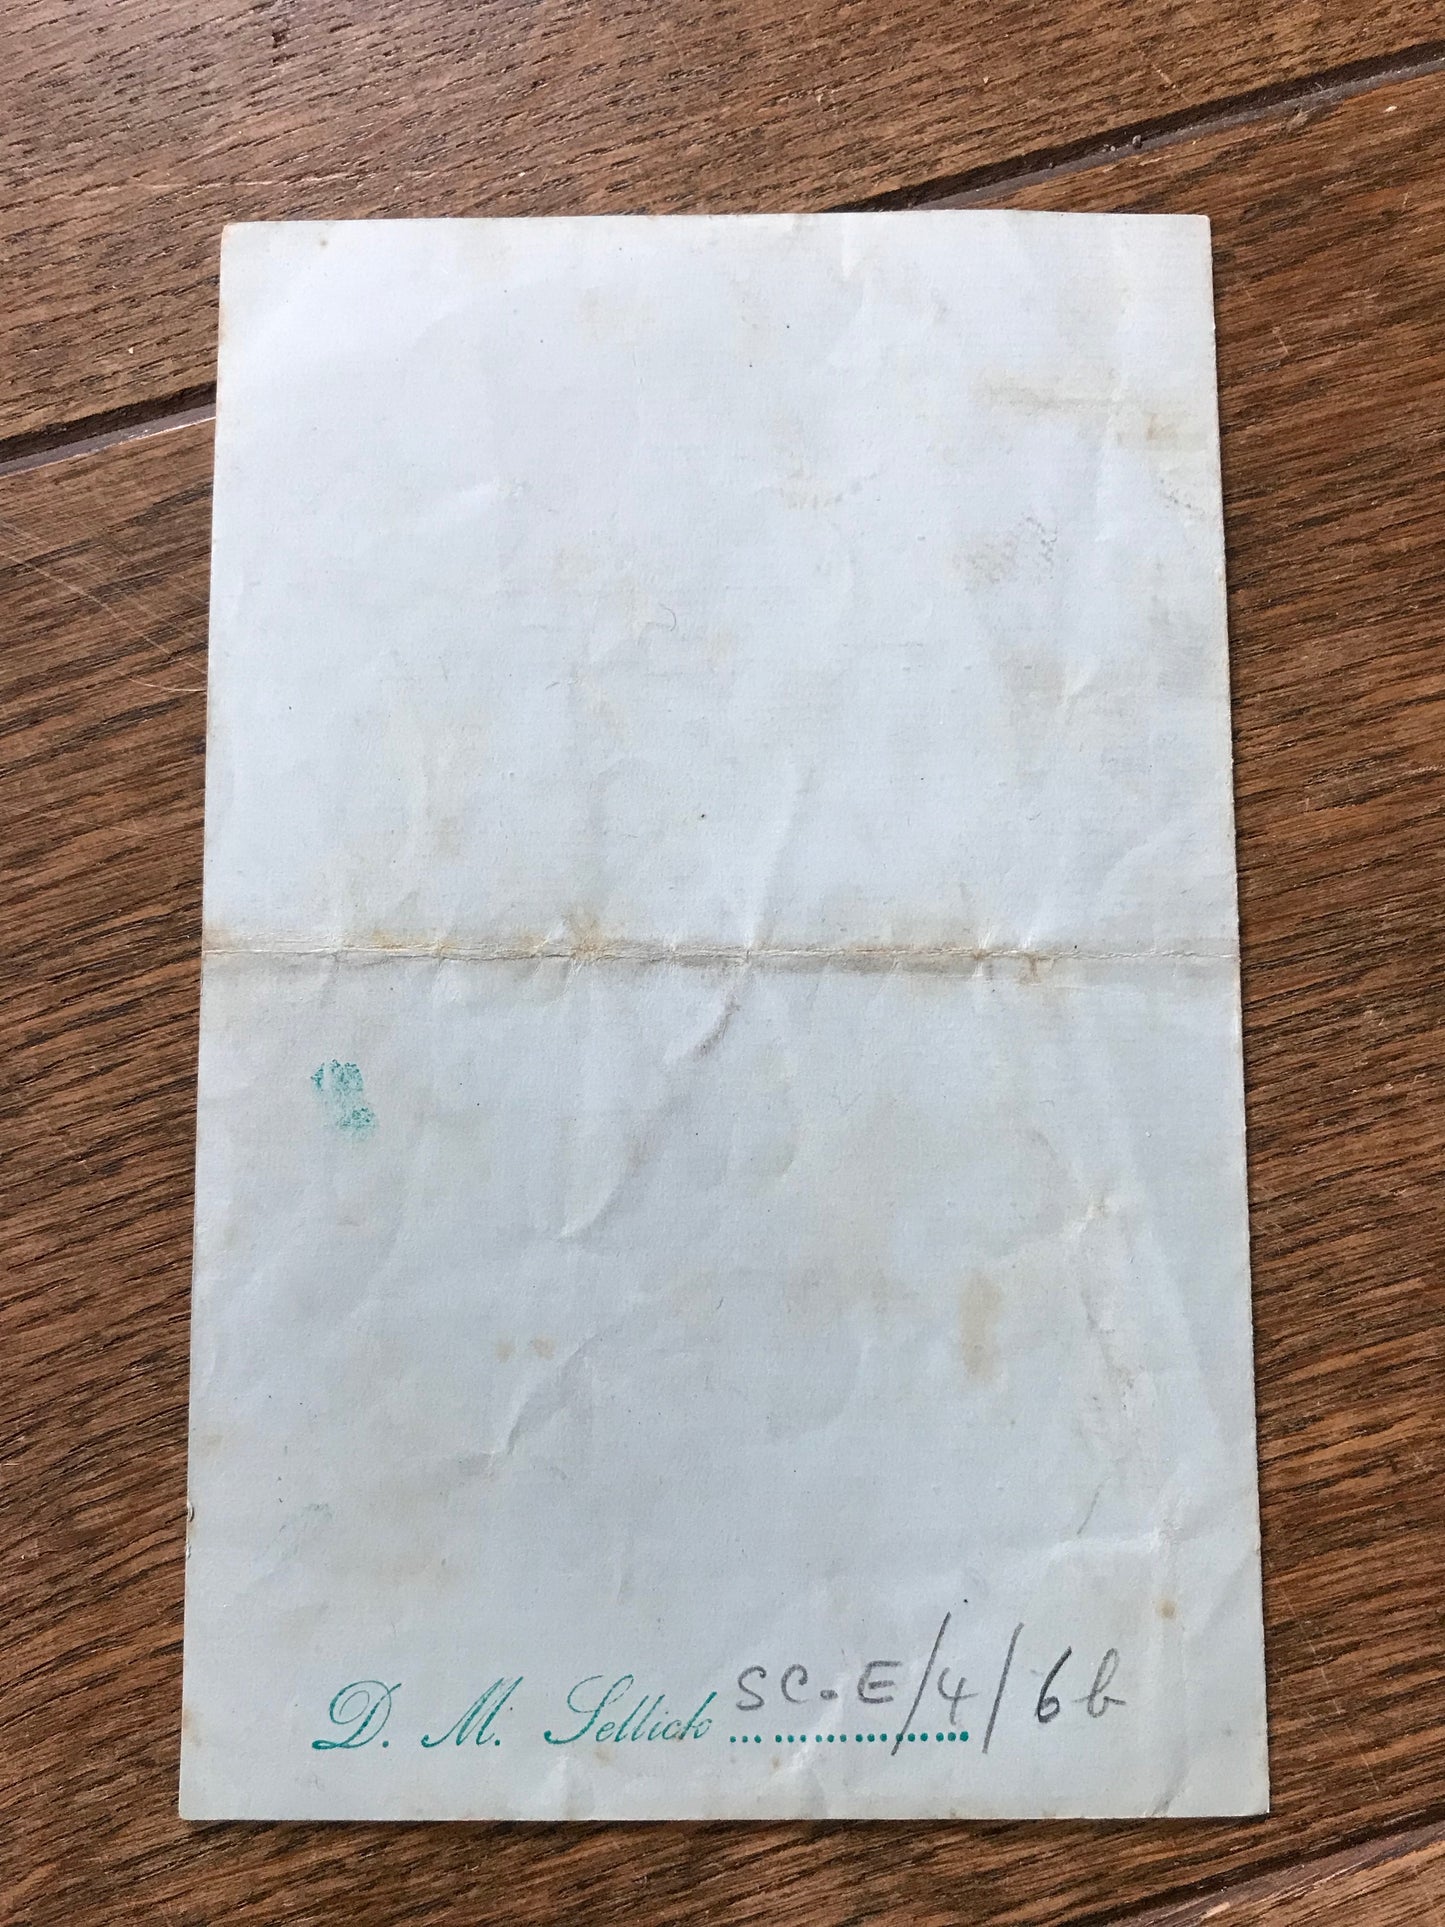 D. M. Sellick SC.E/4/6b